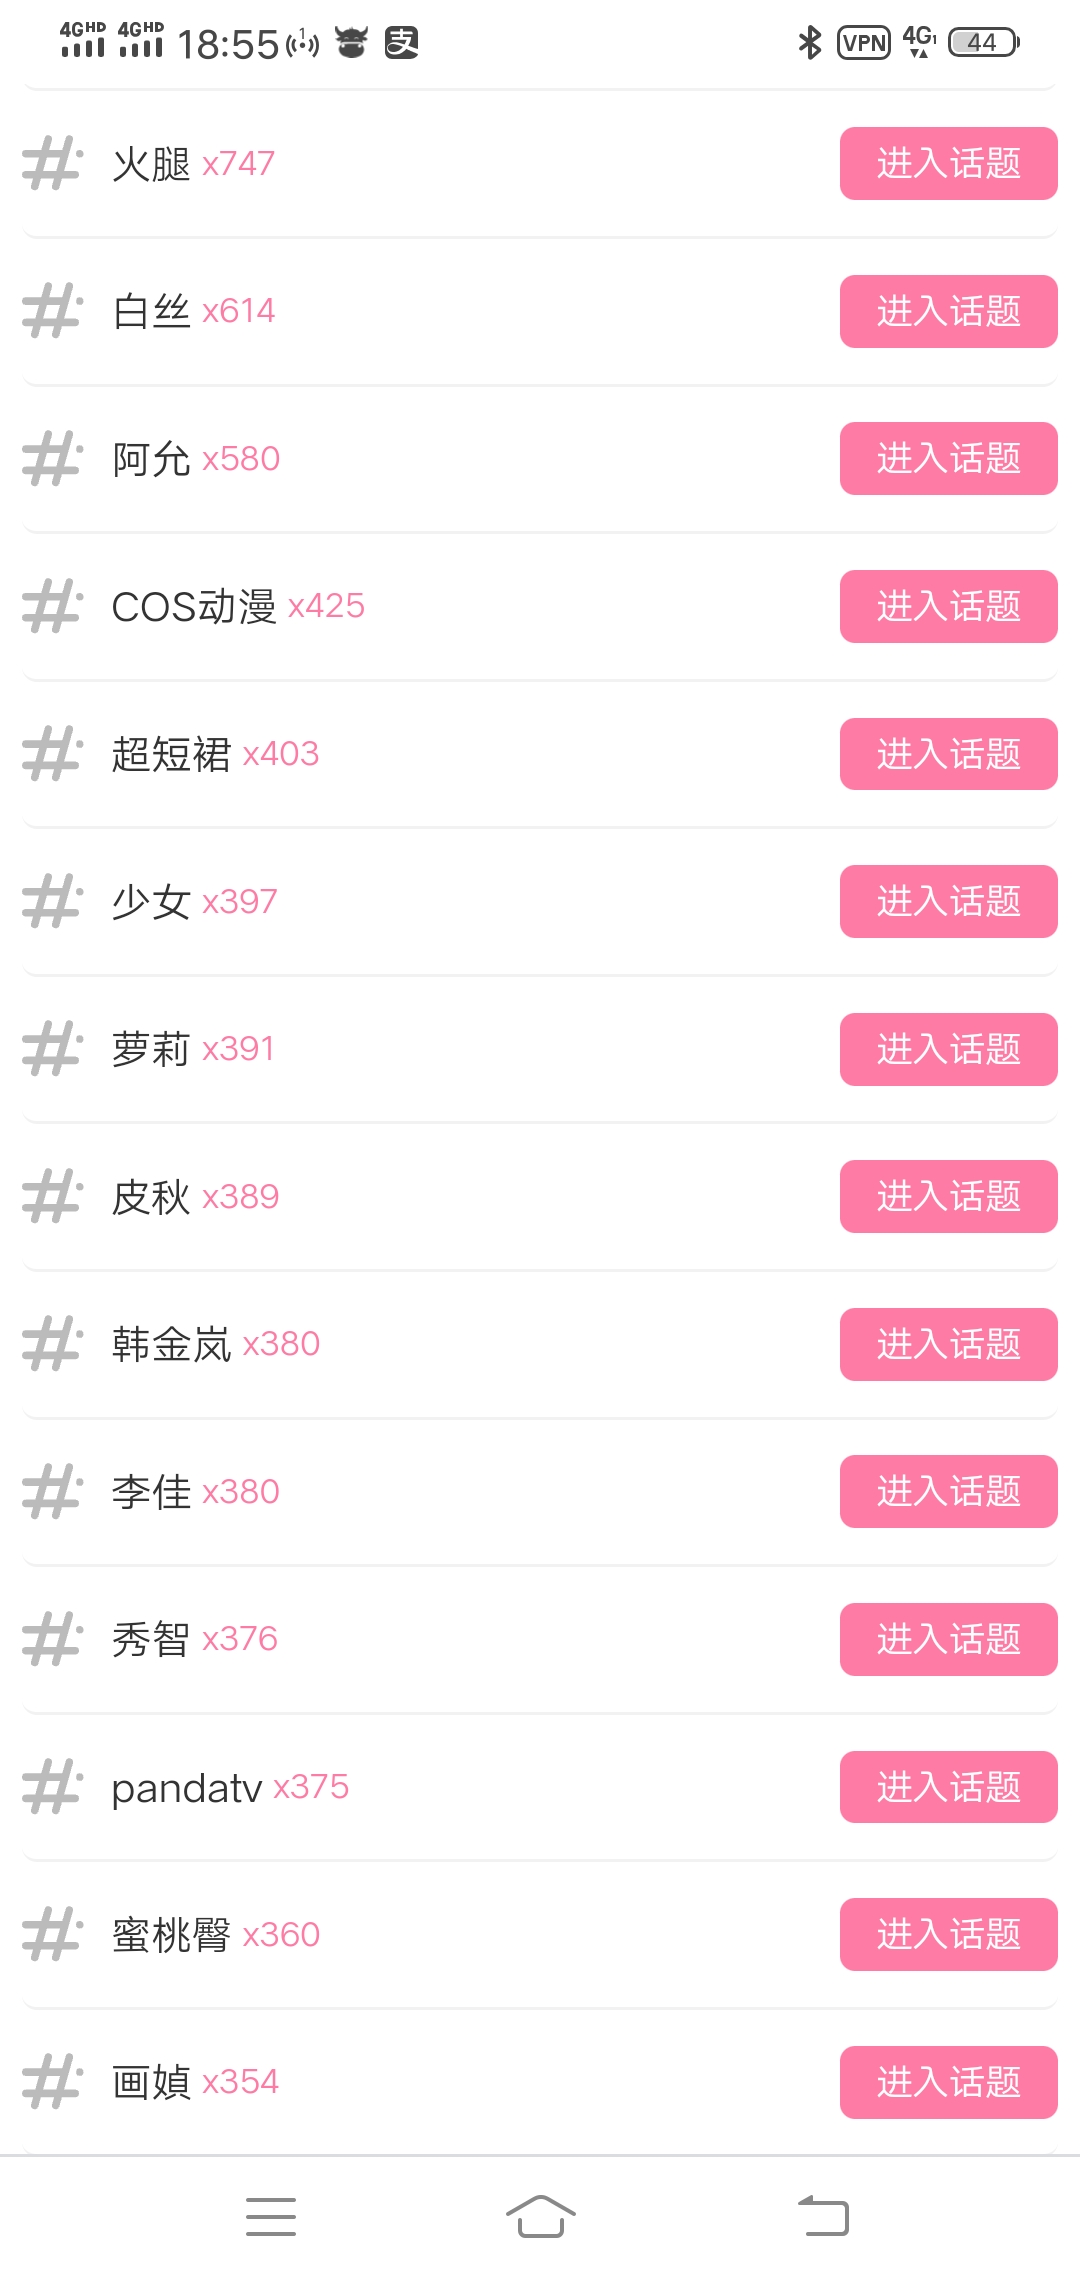 4GHD 4GHD 18:55 支 VPN 4G 44
火腿 x747 进入话题
白丝 x614 进入话题
阿允 x580 进入话题
COS动漫 x425 进入话题
超短裙 x403 进入话题
少女 x397 进入话题
萝莉 x391 进入话题
皮秋 x389 进入话题
韩金岚 x380 进入话题
李佳 x380 进入话题
秀智 x376 进入话题
pandatv x375 进入话题
蜜桃臀 x360 进入话题
画媜 x354 进入话题